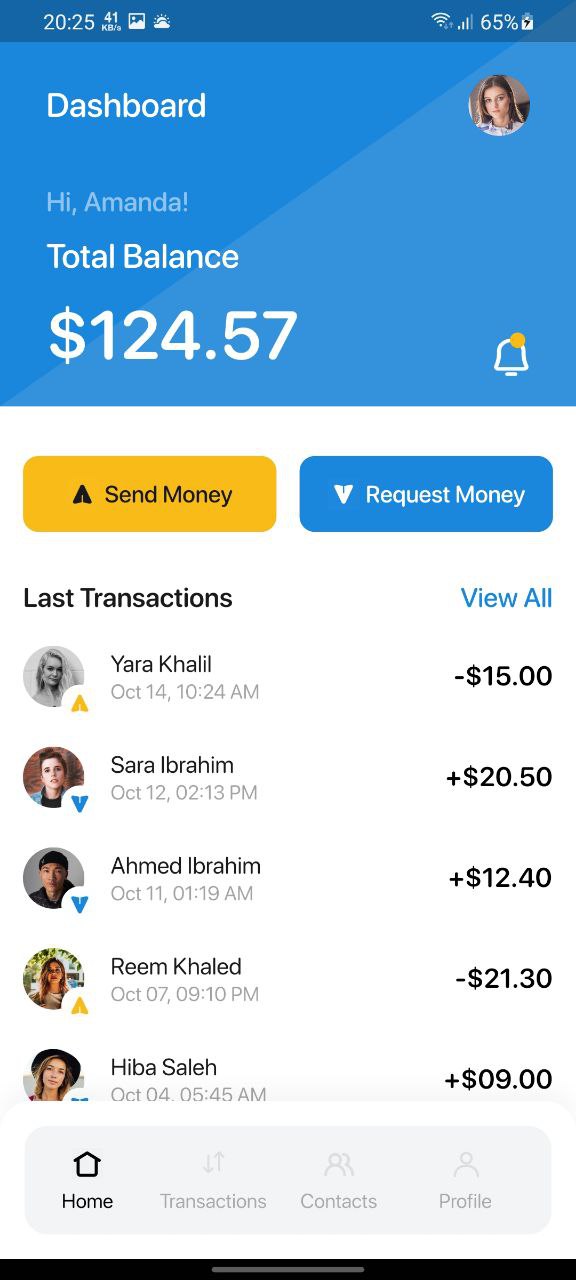 20:25 41 KB/s 65%
Dashboard
Hi, Amanda!
Total Balance
$124.57
Send Money Request Money
Last Transactions View All
Yara Khalil
Oct 14, 10:24 AM
-$15.00
Sara Ibrahim
Oct 12, 02:13 PM
+$20.50
Ahmed Ibrahim
Oct 11, 01:19 AM
+$12.40
Reem Khaled
Oct 07, 09:10 PM
-$21.30
Hiba Saleh
Oct 04, 05:45 AM
+$09.00
Home Transactions Contacts Profile